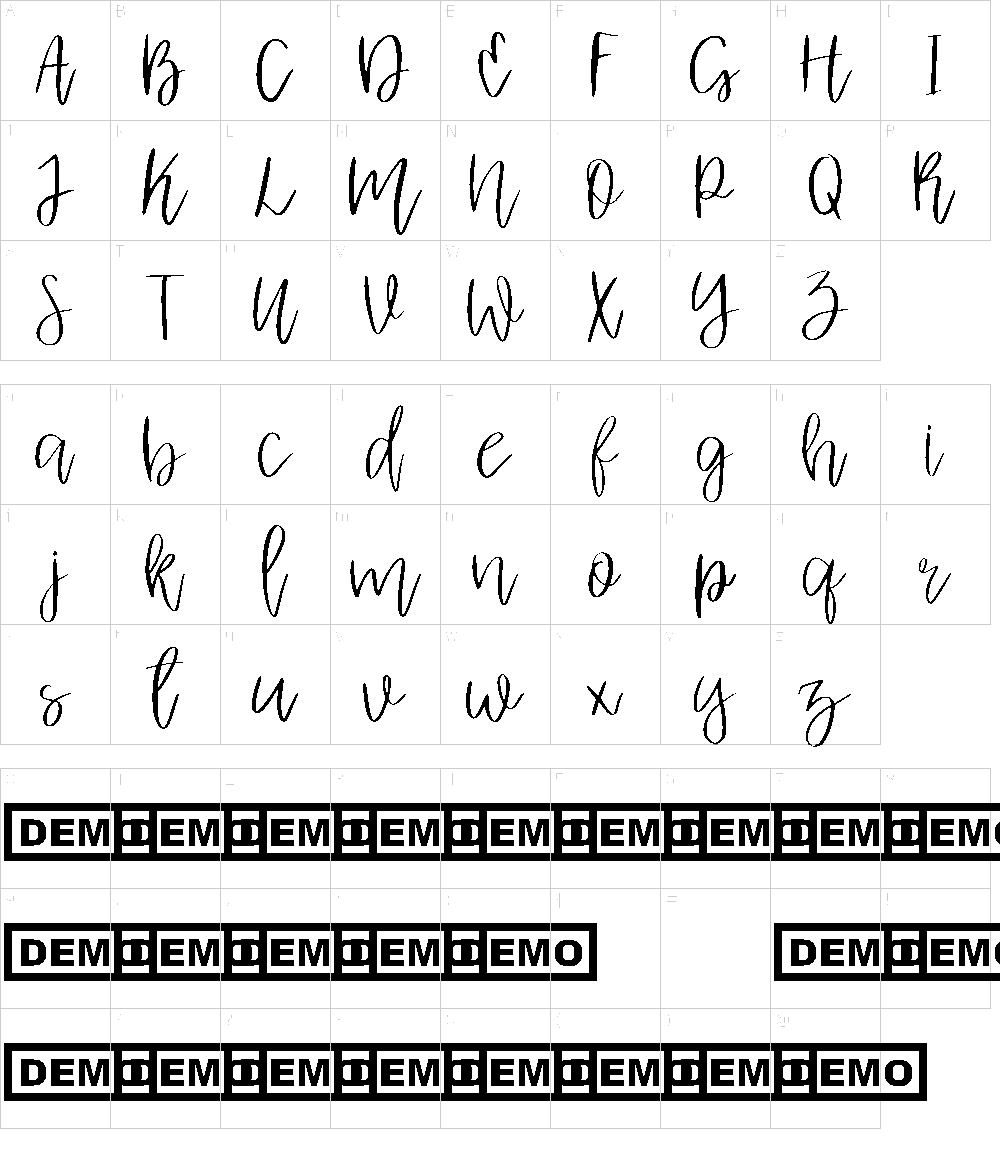 A B C D E F G H I
J K L M N O P Q R
S T U V W X Y Z
a b c d e f g h i
j k l m n o p q r
s t u v w x y z
DEMO DEMO DEMO DEMO DEMO DEMO DEMO DEMO DEMO
DEMO DEMO DEMO DEMO DEMO DEMO DEMO
DEMO DEMO DEMO DEMO DEMO DEMO DEMO DEMO